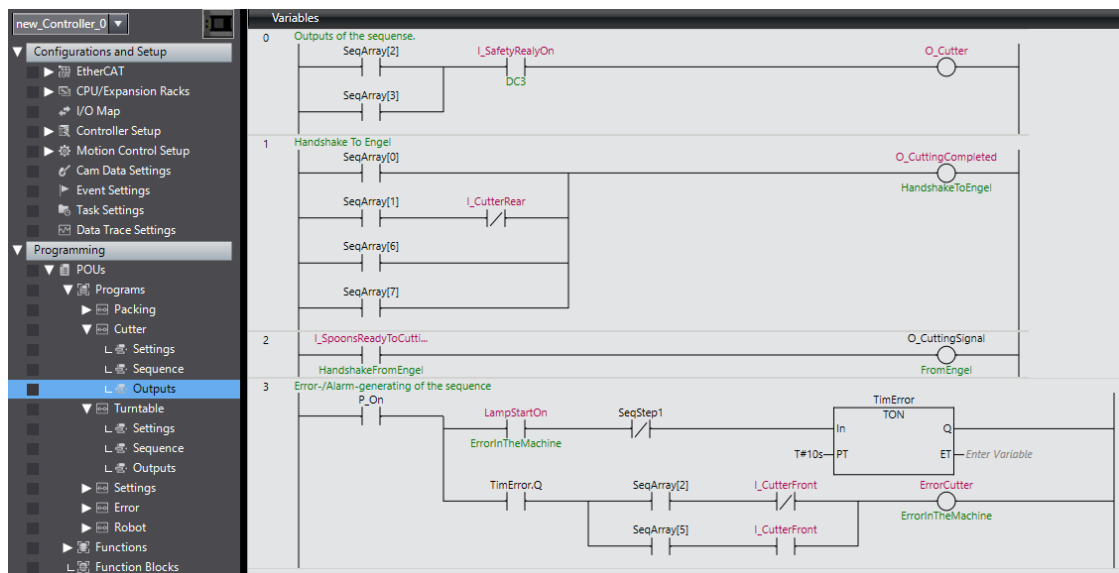 new_Controller_0
Configurations and Setup
EtherCAT
CPU/Expansion Racks
I/O Map
Controller Setup
Motion Control Setup
Cam Data Settings
Event Settings
Task Settings
Data Trace Settings
Programming
POUs
Programs
Packing
Cutter
Settings
Sequence
Outputs
Turntable
Settings
Sequence
Outputs
Settings
Error
Robot
Functions
Function Blocks
Variables
0 Outputs of the sequense.
SeqArray[2] I_SafetyRealyOn O_Cutter
DC3
SeqArray[3]
1 Handshake To Engel
SeqArray[0] O_CuttingCompleted
HandshakeToEngel
SeqArray[1] I_CutterRear
SeqArray[6]
SeqArray[7]
2 I_SpoonsReadyToCutti... O_CuttingSignal
HandshakeFromEngel FromEngel
3 Error-/Alarm-generating of the sequence
P_On TimError
LampStartOn SeqStep1 TON
ErrorInTheMachine In Q
T#10s PT ET Enter Variable
TimError.Q SeqArray[2] I_CutterFront ErrorCutter
ErrorInTheMachine
SeqArray[5] I_CutterFront